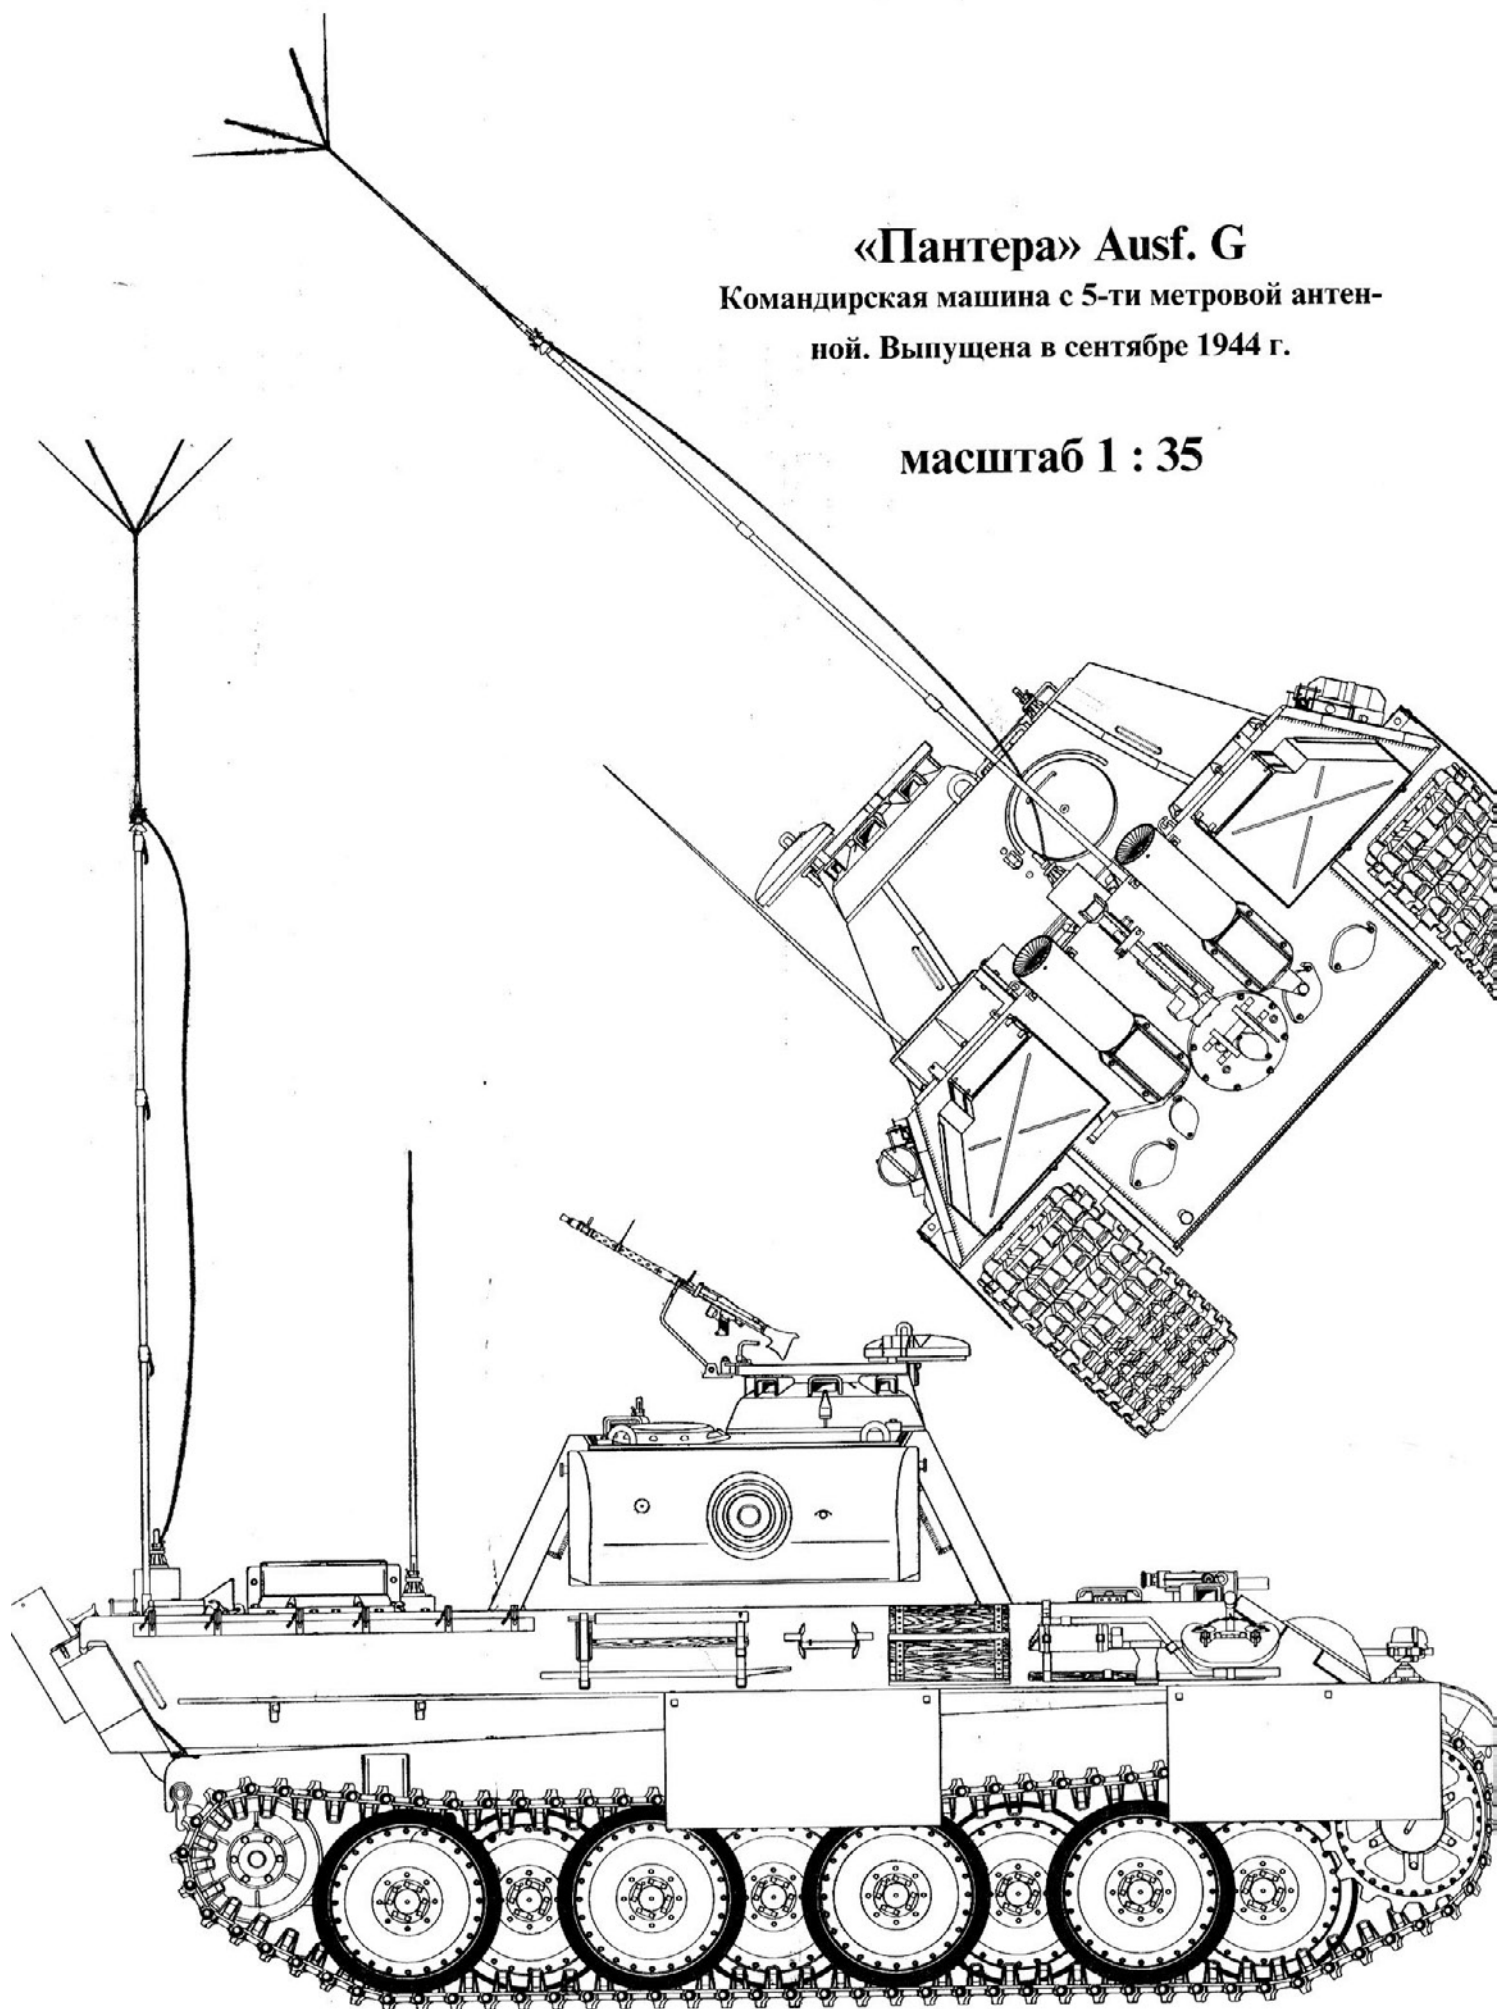 «Пантера» Ausf. G
Командирская машина с 5-ти метровой антен-
ной. Выпущена в сентябре 1944 г.
масштаб 1 : 35